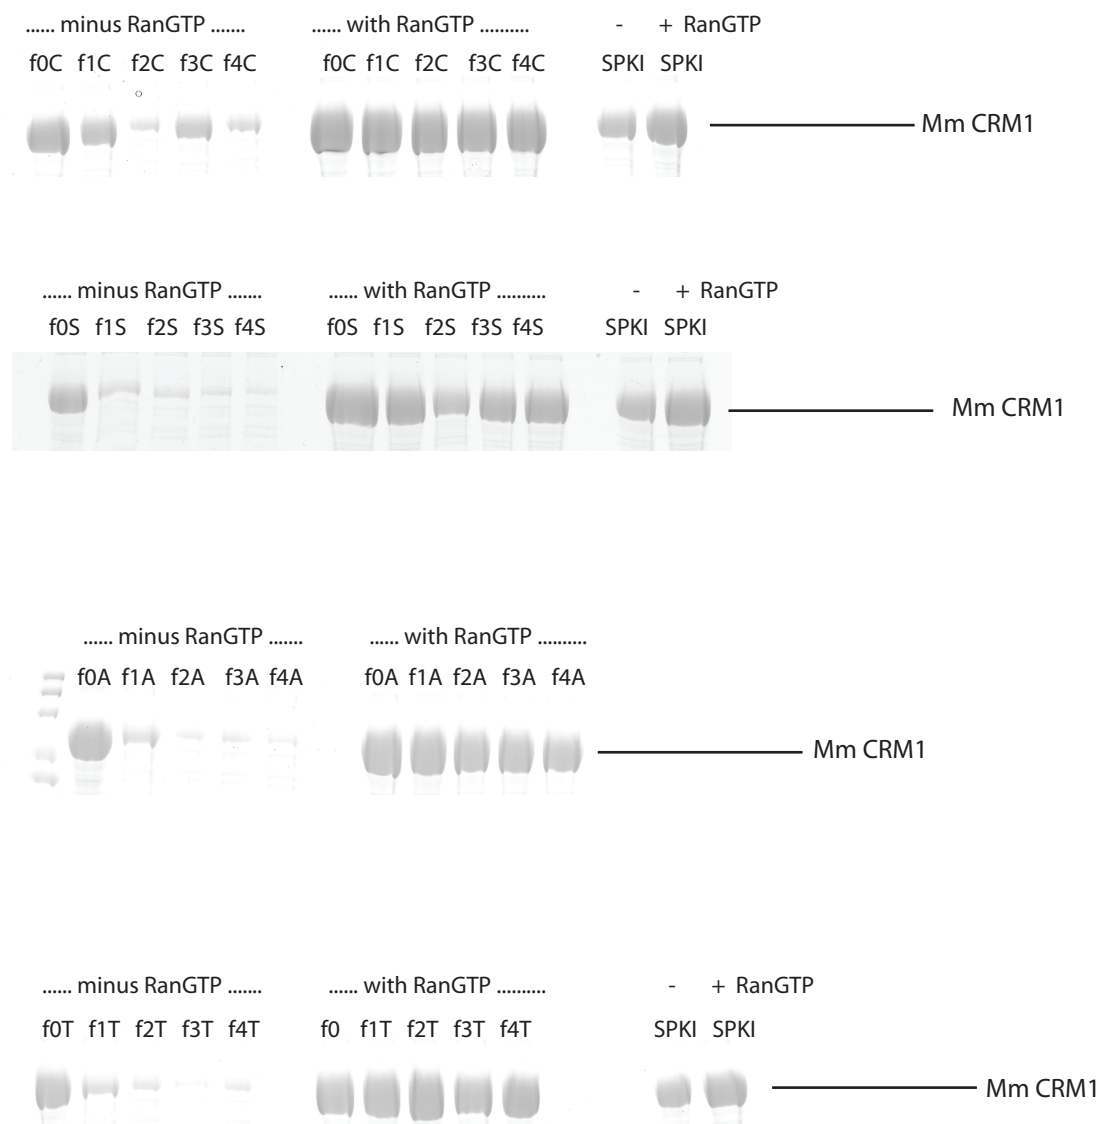 ...... minus RanGTP ....... ...... with RanGTP .......... - + RanGTP
f0C f1C f2C f3C f4C f0C f1C f2C f3C f4C SPKI SPKI
Mm CRM1
...... minus RanGTP ....... ...... with RanGTP .......... - + RanGTP
f0S f1S f2S f3S f4S f0S f1S f2S f3S f4S SPKI SPKI
Mm CRM1
...... minus RanGTP ....... ...... with RanGTP ..........
f0A f1A f2A f3A f4A f0A f1A f2A f3A f4A
Mm CRM1
...... minus RanGTP ....... ...... with RanGTP .......... - + RanGTP
f0T f1T f2T f3T f4T f0 f1T f2T f3T f4T SPKI SPKI
Mm CRM1